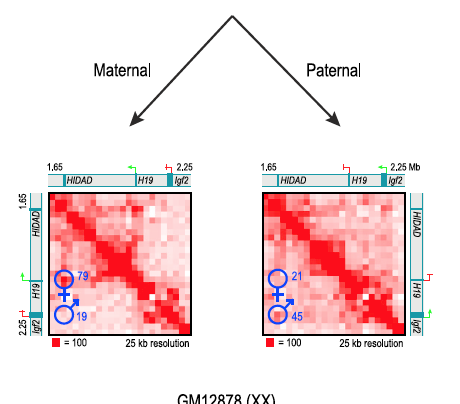 Maternal
Paternal
1.65 2.25 1.65 2.25 Mb
HIDAD H19 Igf2 HIDAD H19 Igf2
1.65
HIDAD
H19
Igf2
2.25
79
19
21
45
HIDAD
H19
Igf2
= 100 25 kb resolution = 100 25 kb resolution
GM12878 (XX)